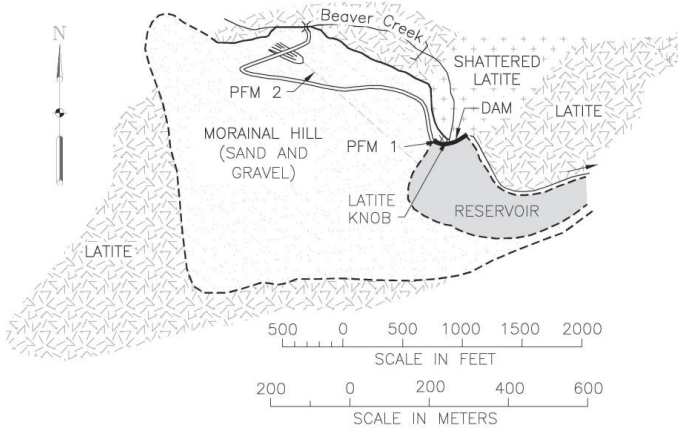 N
Beaver Creek
SHATTERED
LATITE
PFM 2
DAM
LATITE
MORAINAL HILL
(SAND AND
GRAVEL)
PFM 1
LATITE
KNOB
RESERVOIR
LATITE
500 0 500 1000 1500 2000
SCALE IN FEET
200 0 200 400 600
SCALE IN METERS